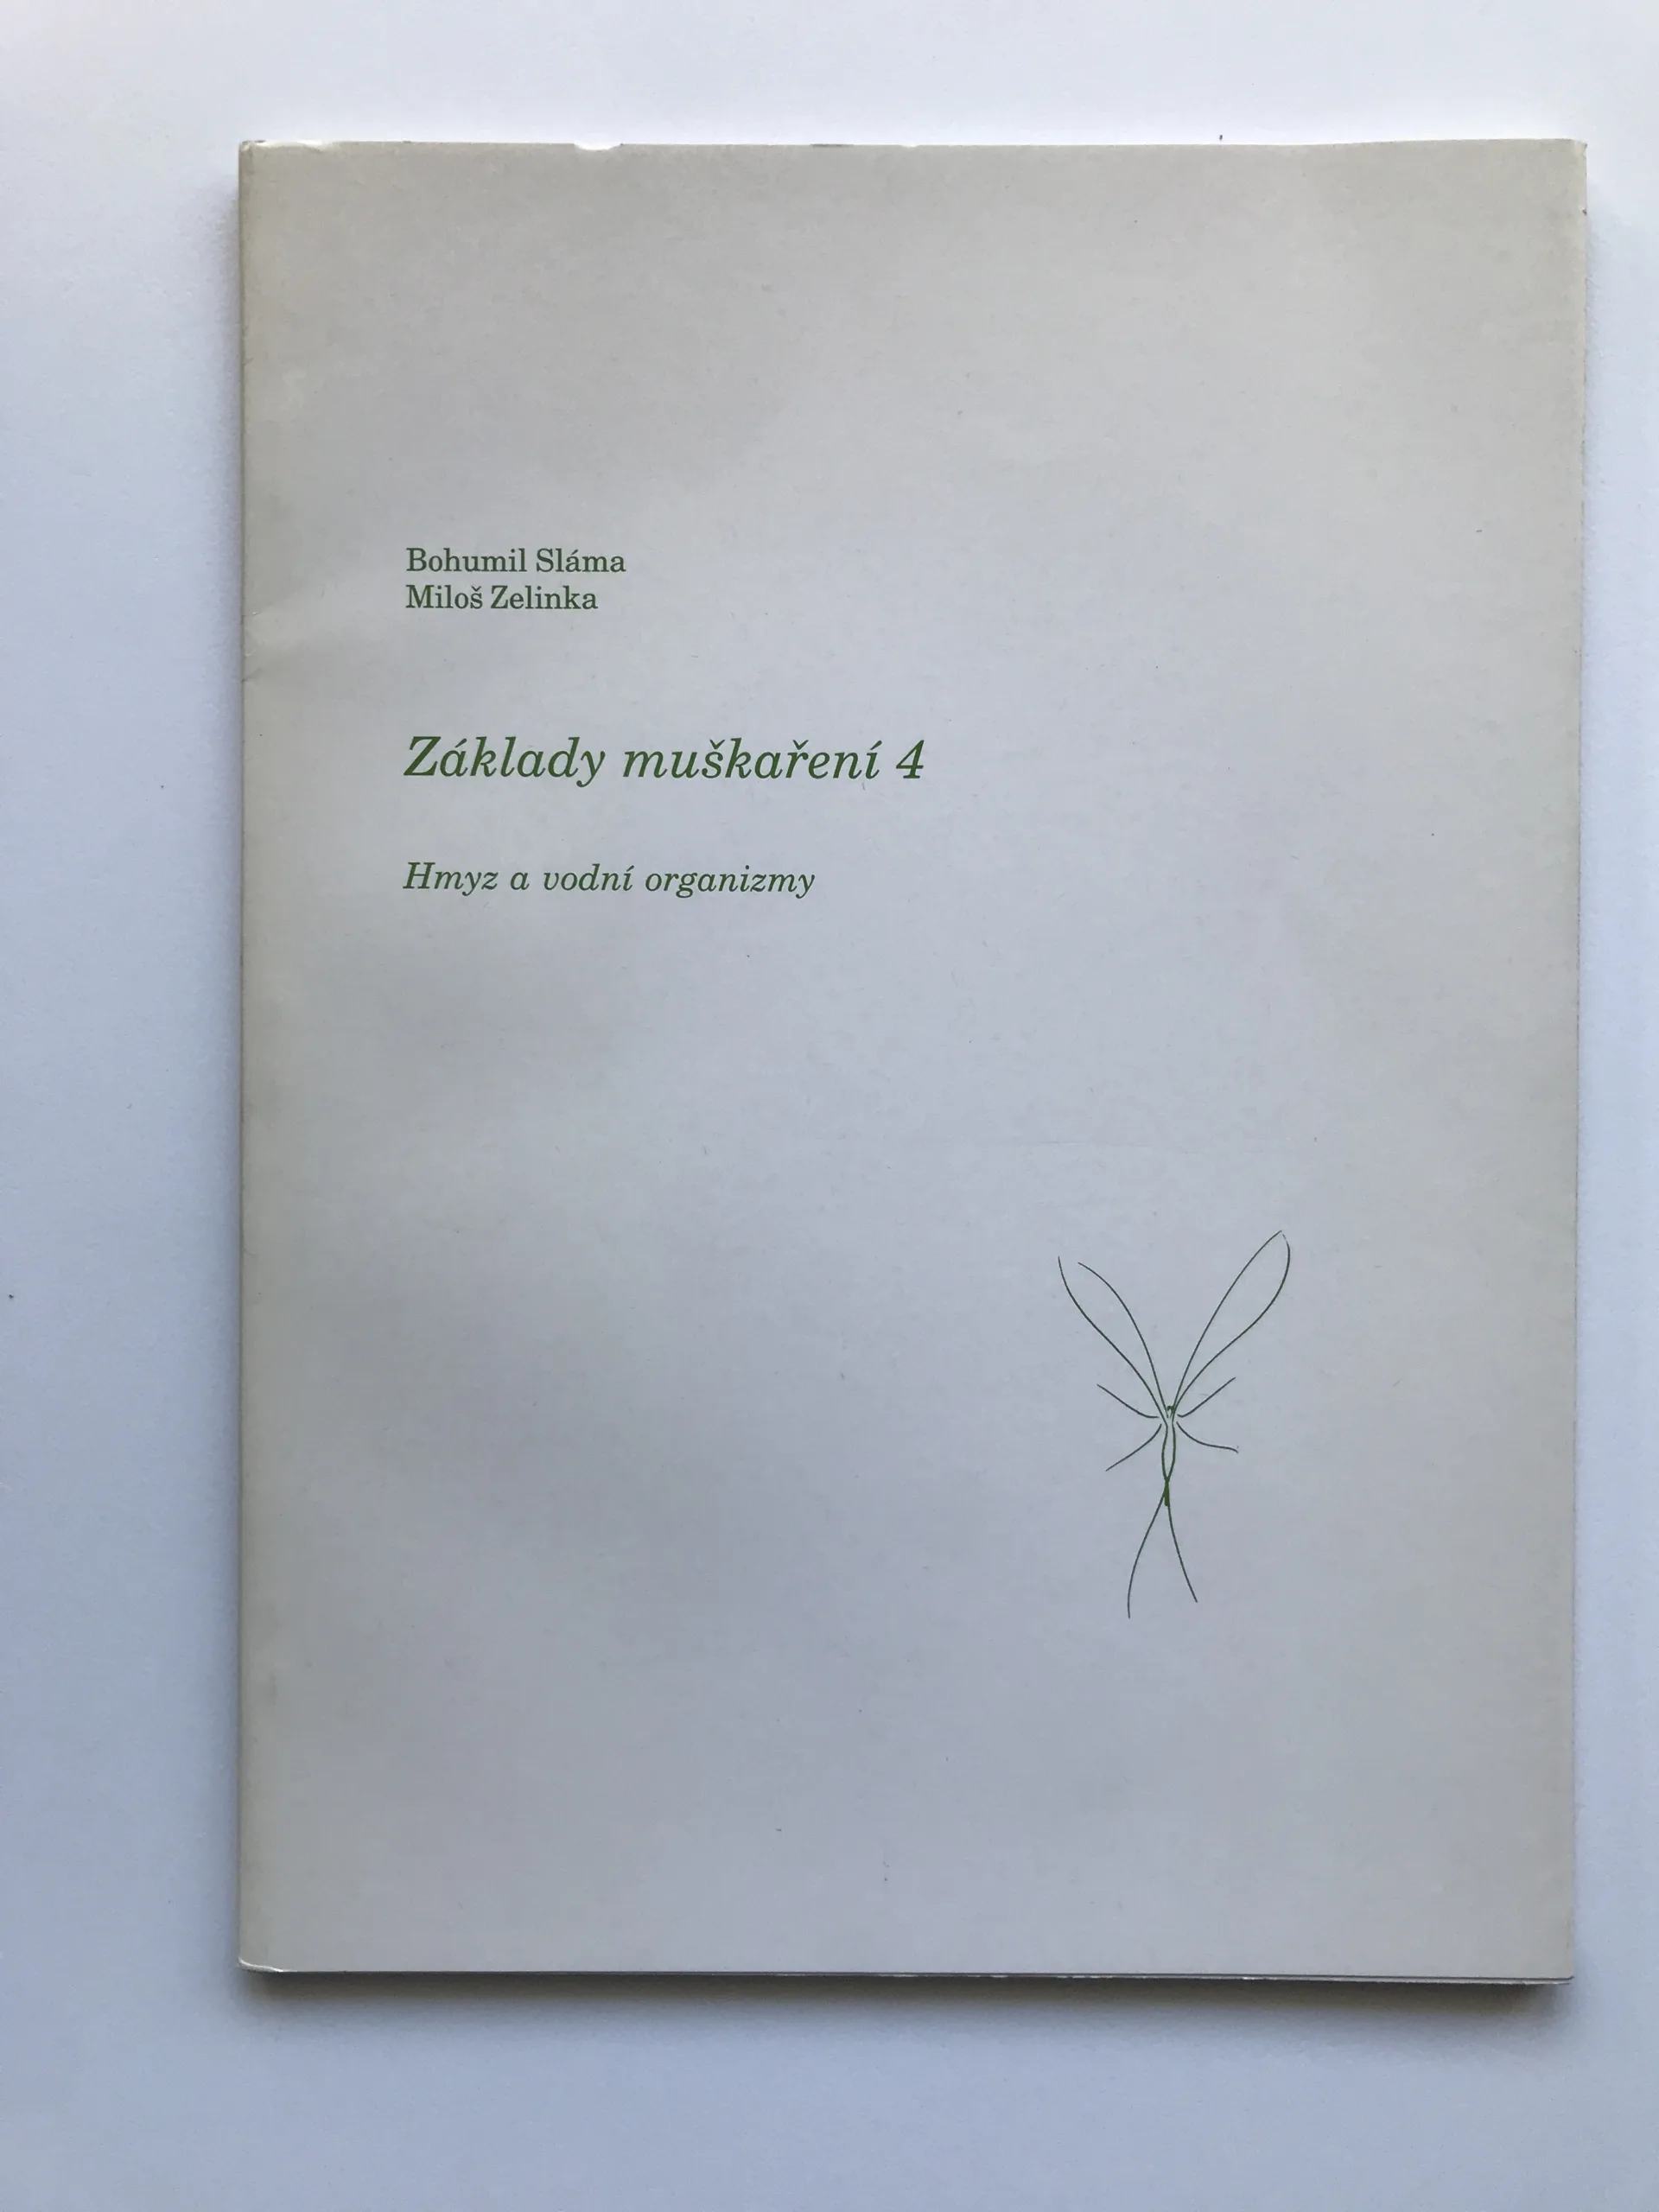 Bohumil Sláma
Miloš Zelinka
Základy muškaření 4
Hmyz a vodní organizmy